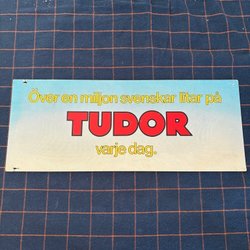 Över en miljon svenskar litar på
TUDOR
varje dag.